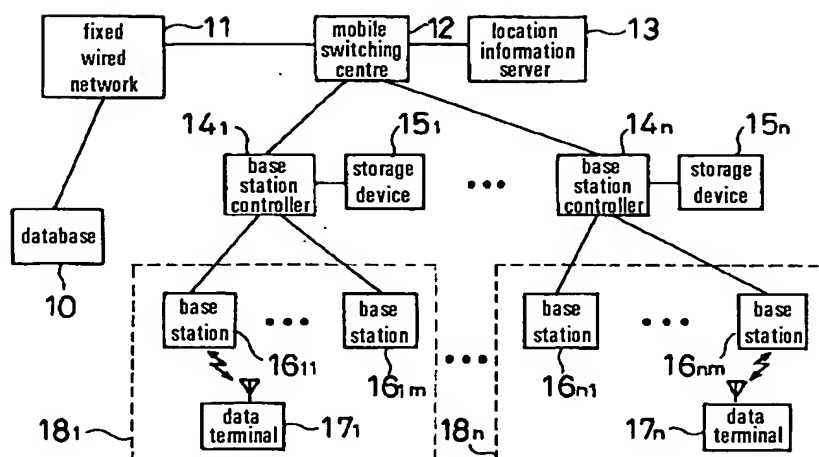 fixed
wired
network
11
mobile
switching
centre
12
location
information
server
13
14₁
15₁
14n
15n
base
station
controller
storage
device
•••
base
station
controller
storage
device
database
10
base
station
•••
base
station
•••
base
station
•••
base
station
16₁₁
16₁m
16n1
16nm
data
terminal
17₁
18₁
18n
data
terminal
17n